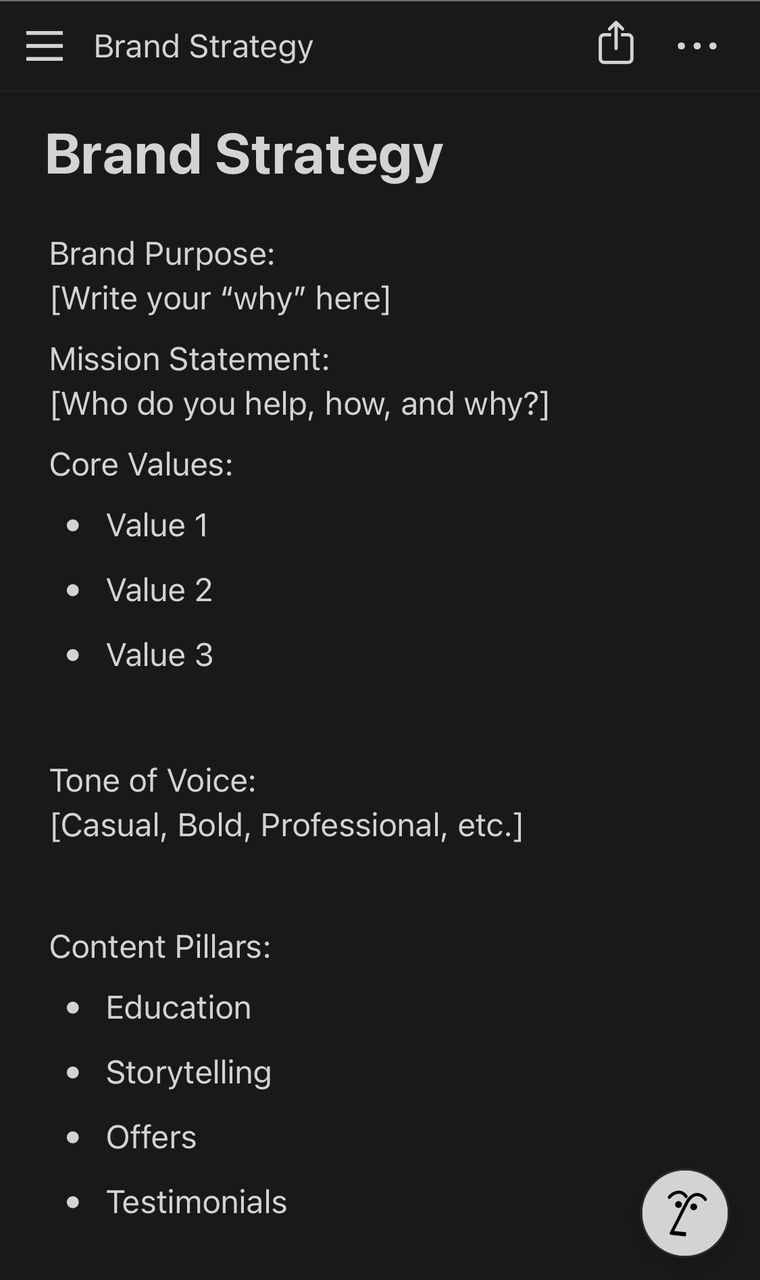 Brand Strategy
Brand Strategy
Brand Purpose:
[Write your “why” here]
Mission Statement:
[Who do you help, how, and why?]
Core Values:
• Value 1
• Value 2
• Value 3
Tone of Voice:
[Casual, Bold, Professional, etc.]
Content Pillars:
• Education
• Storytelling
• Offers
• Testimonials